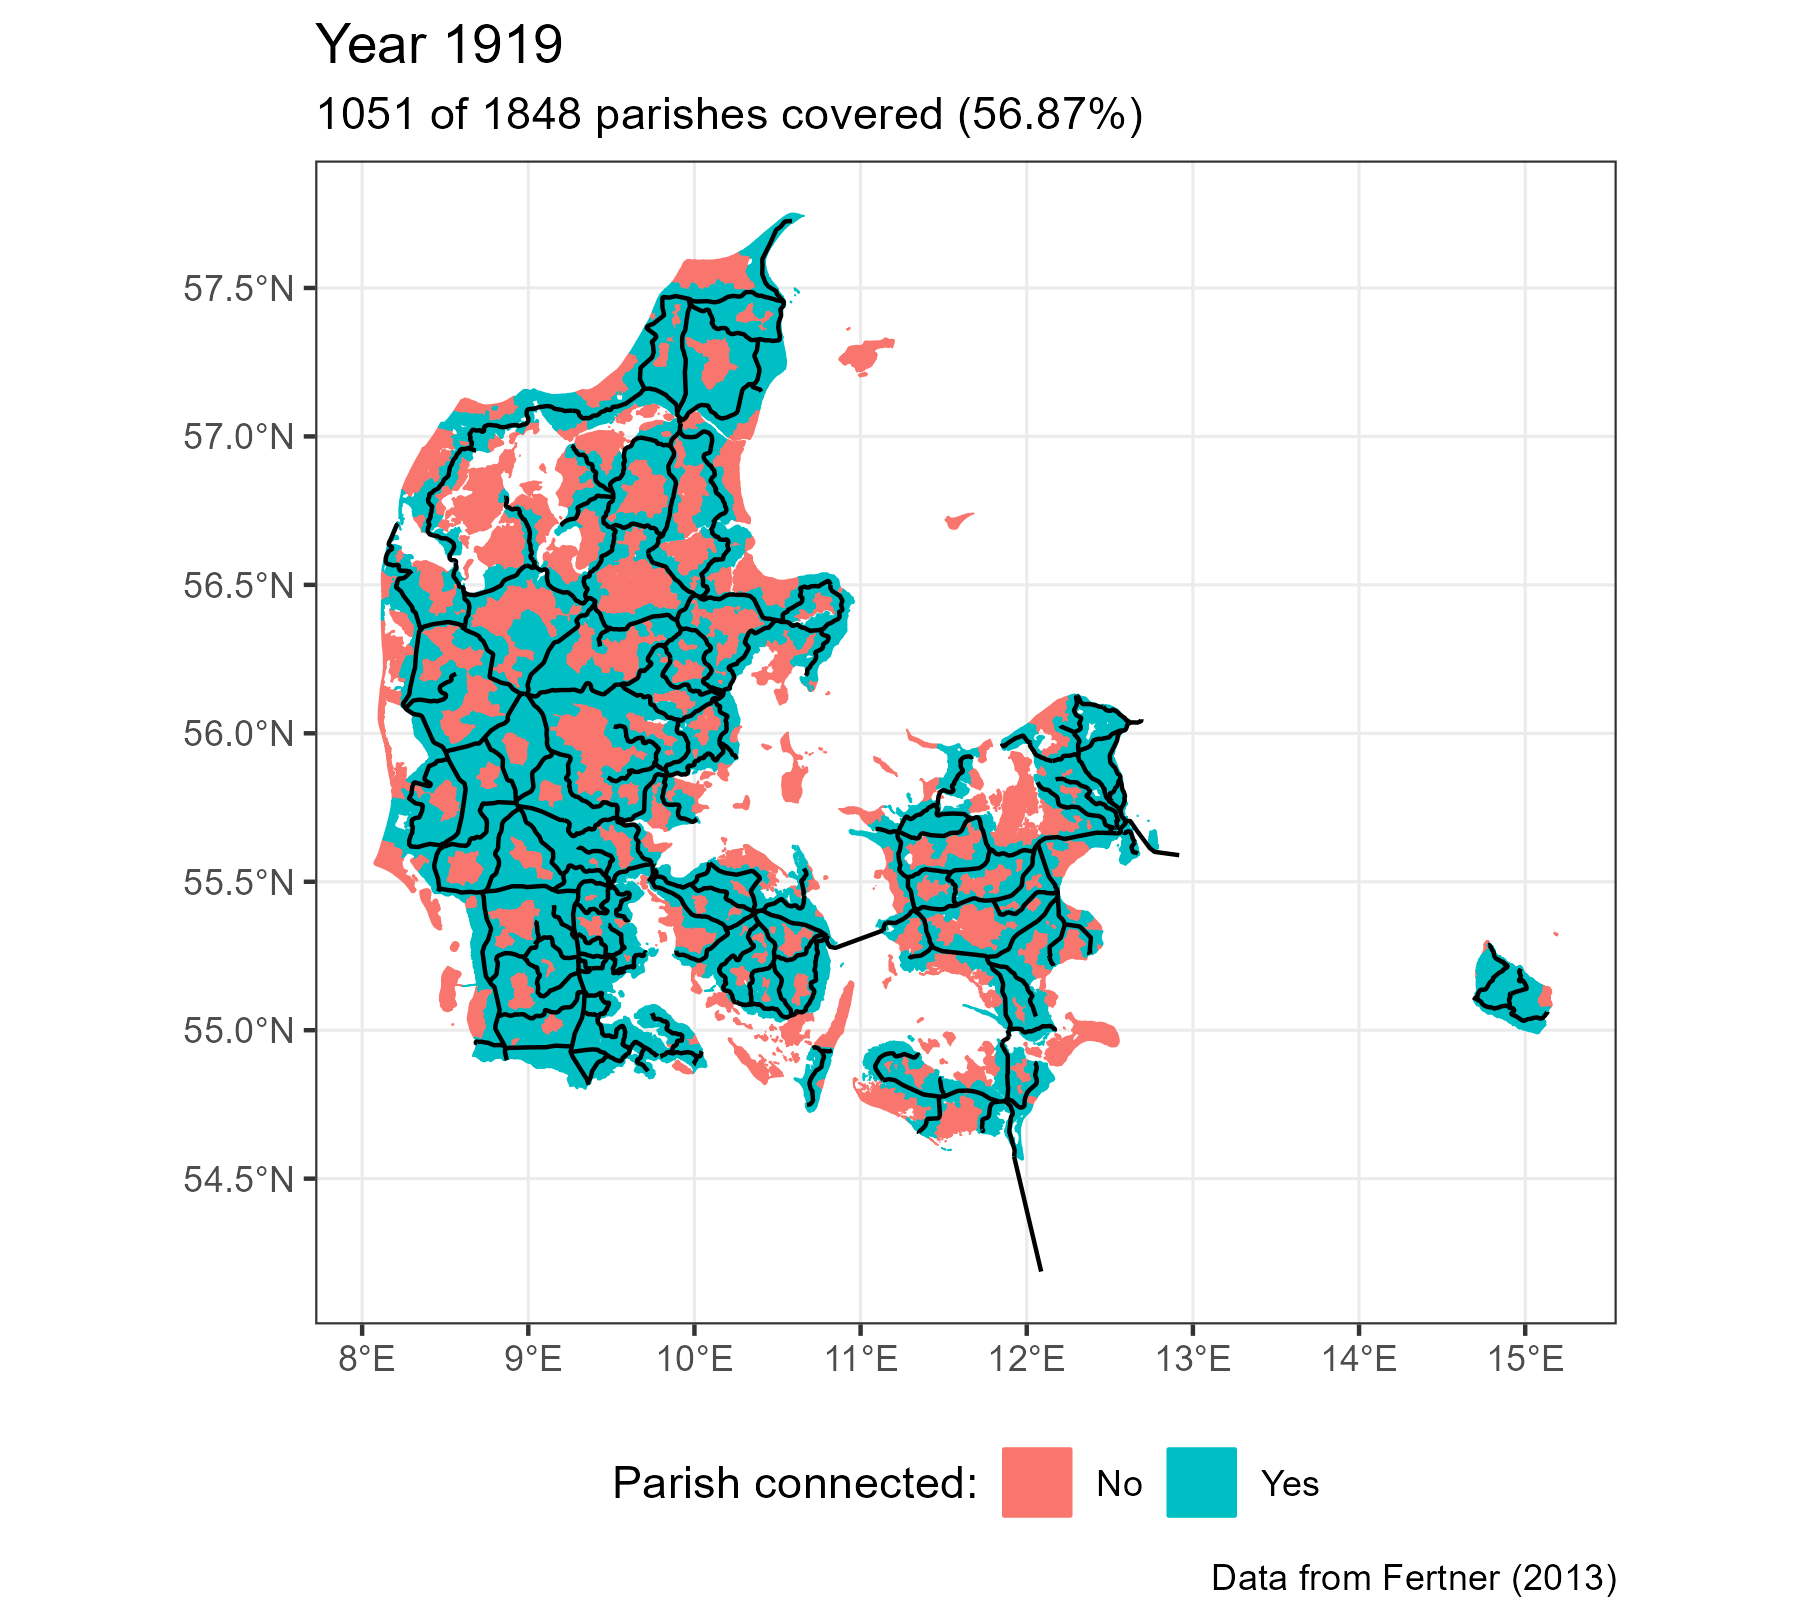 Year 1919
1051 of 1848 parishes covered (56.87%)
57.5°N
57.0°N
56.5°N
56.0°N
55.5°N
55.0°N
54.5°N
8°E 9°E 10°E 11°E 12°E 13°E 14°E 15°E
Parish connected: No Yes
Data from Fertner (2013)